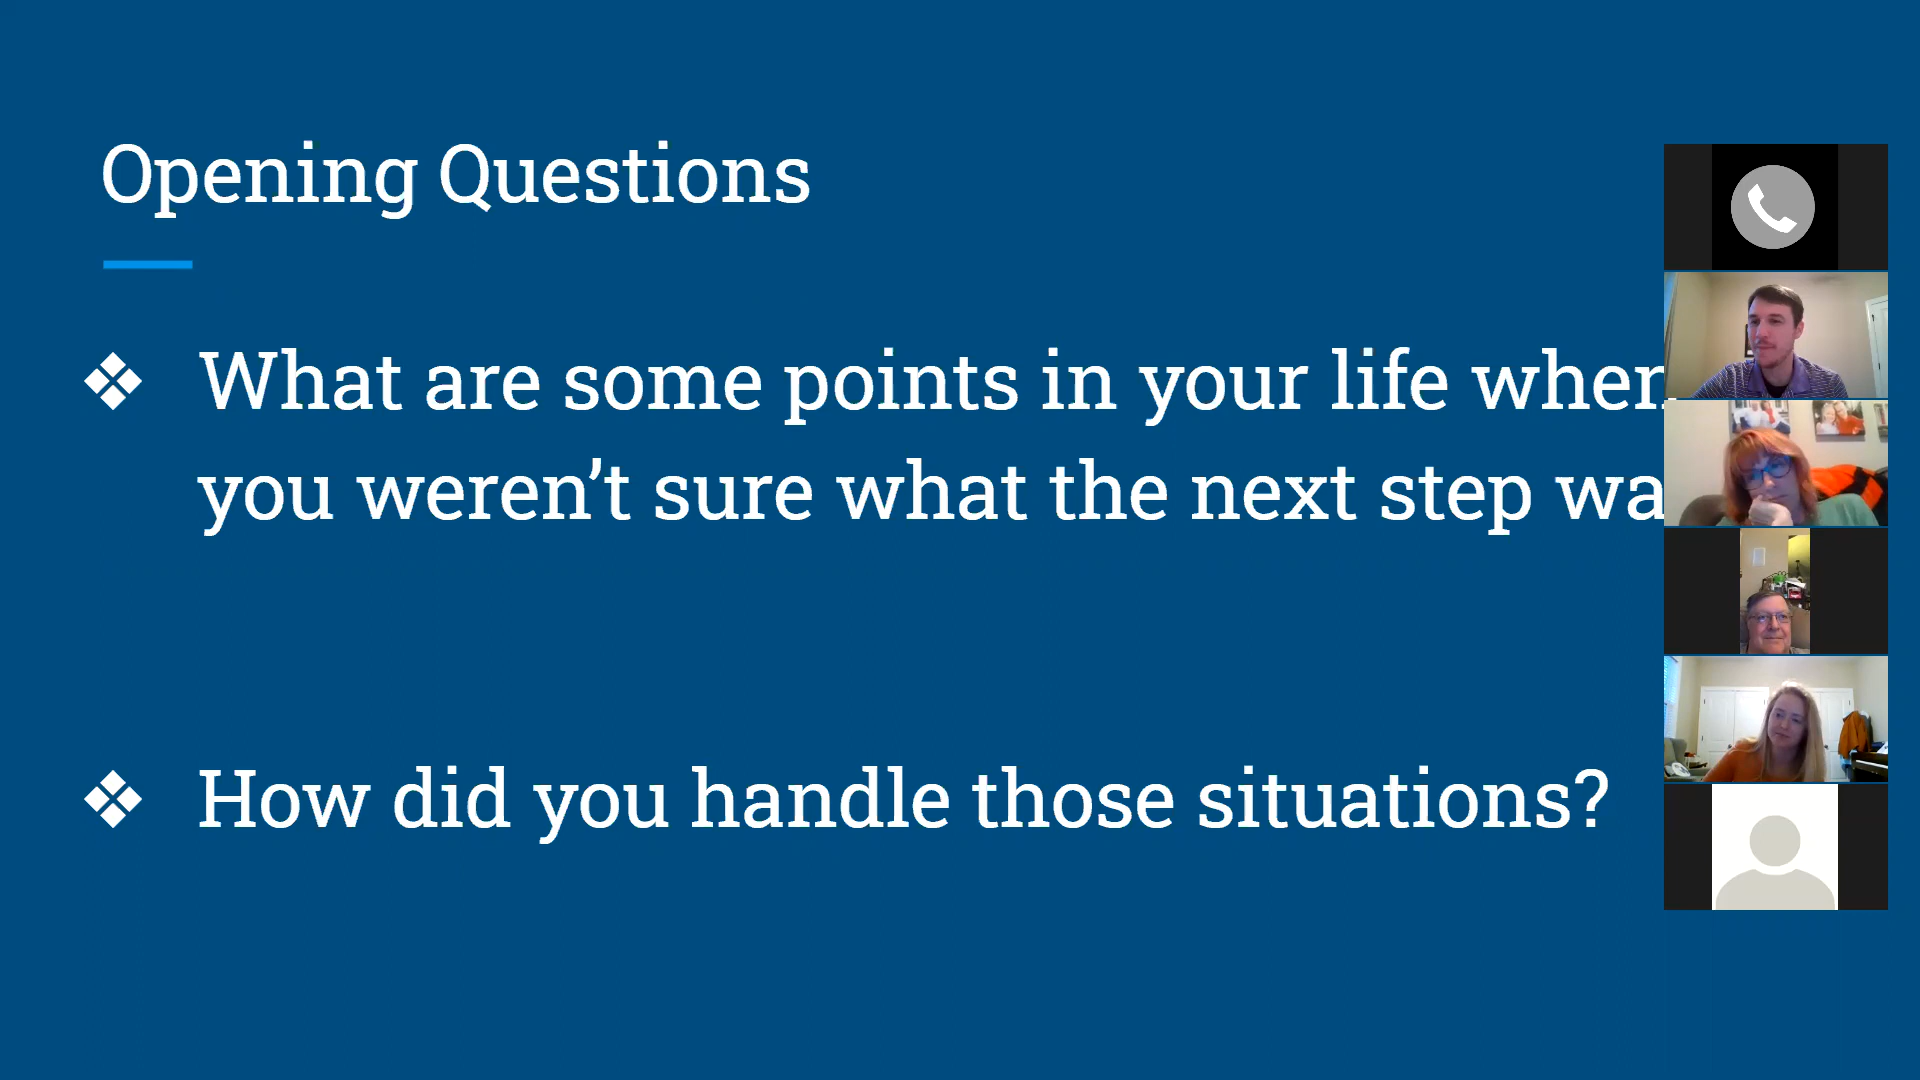 Opening Questions
❖ What are some points in your life when
you weren’t sure what the next step wa
❖ How did you handle those situations?